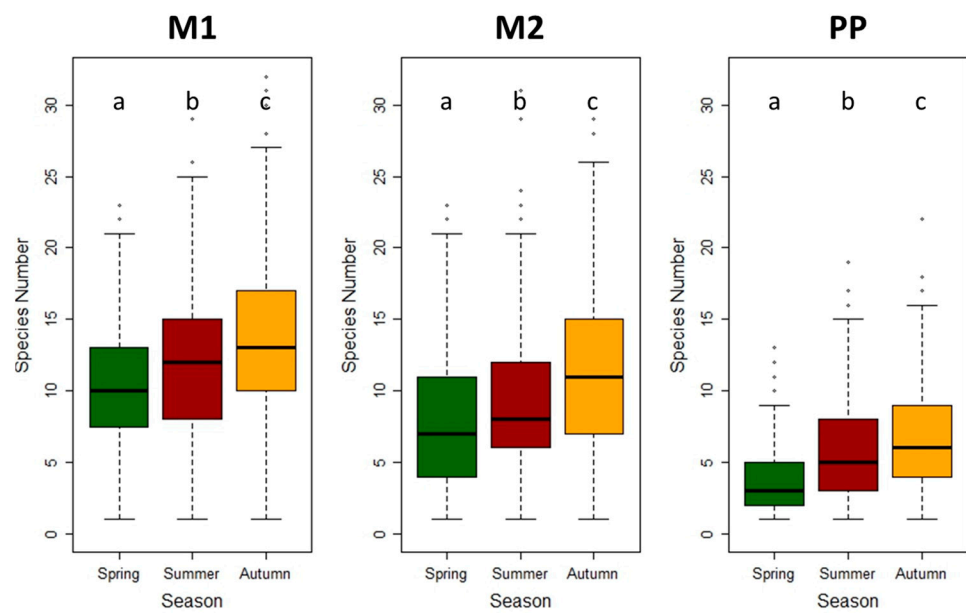 M1
M2
PP
a b c
a b c
a b c
Species Number
30
25
20
15
10
5
0
Spring Summer Autumn
Season
Species Number
30
25
20
15
10
5
0
Spring Summer Autumn
Season
Species Number
30
25
20
15
10
5
0
Spring Summer Autumn
Season